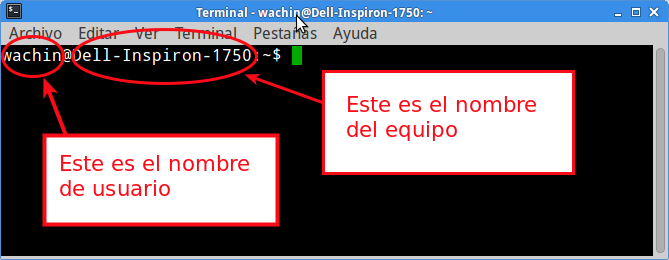 Terminal - wachin@Dell-Inspiron-1750: ~
Archivo Editar Ver Terminal Pestañas Ayuda
wachin@Dell-Inspiron-1750:~$
Este es el nombre
del equipo
Este es el nombre
de usuario